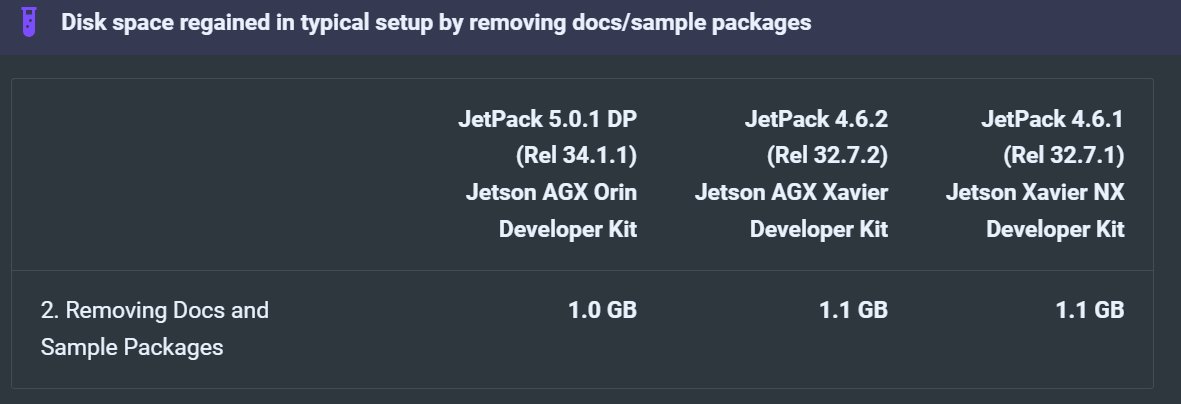 Disk space regained in typical setup by removing docs/sample packages
JetPack 5.0.1 DP
(Rel 34.1.1)
Jetson AGX Orin
Developer Kit
JetPack 4.6.2
(Rel 32.7.2)
Jetson AGX Xavier
Developer Kit
JetPack 4.6.1
(Rel 32.7.1)
Jetson Xavier NX
Developer Kit
2. Removing Docs and
Sample Packages
1.0 GB
1.1 GB
1.1 GB